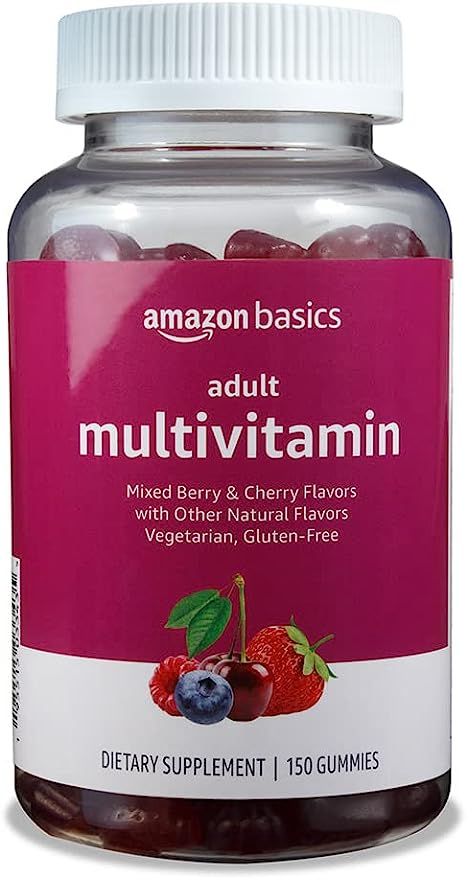 amazon basics
adult
multivitamin
Mixed Berry & Cherry Flavors
with Other Natural Flavors
Vegetarian, Gluten-Free
DIETARY SUPPLEMENT | 150 GUMMIES